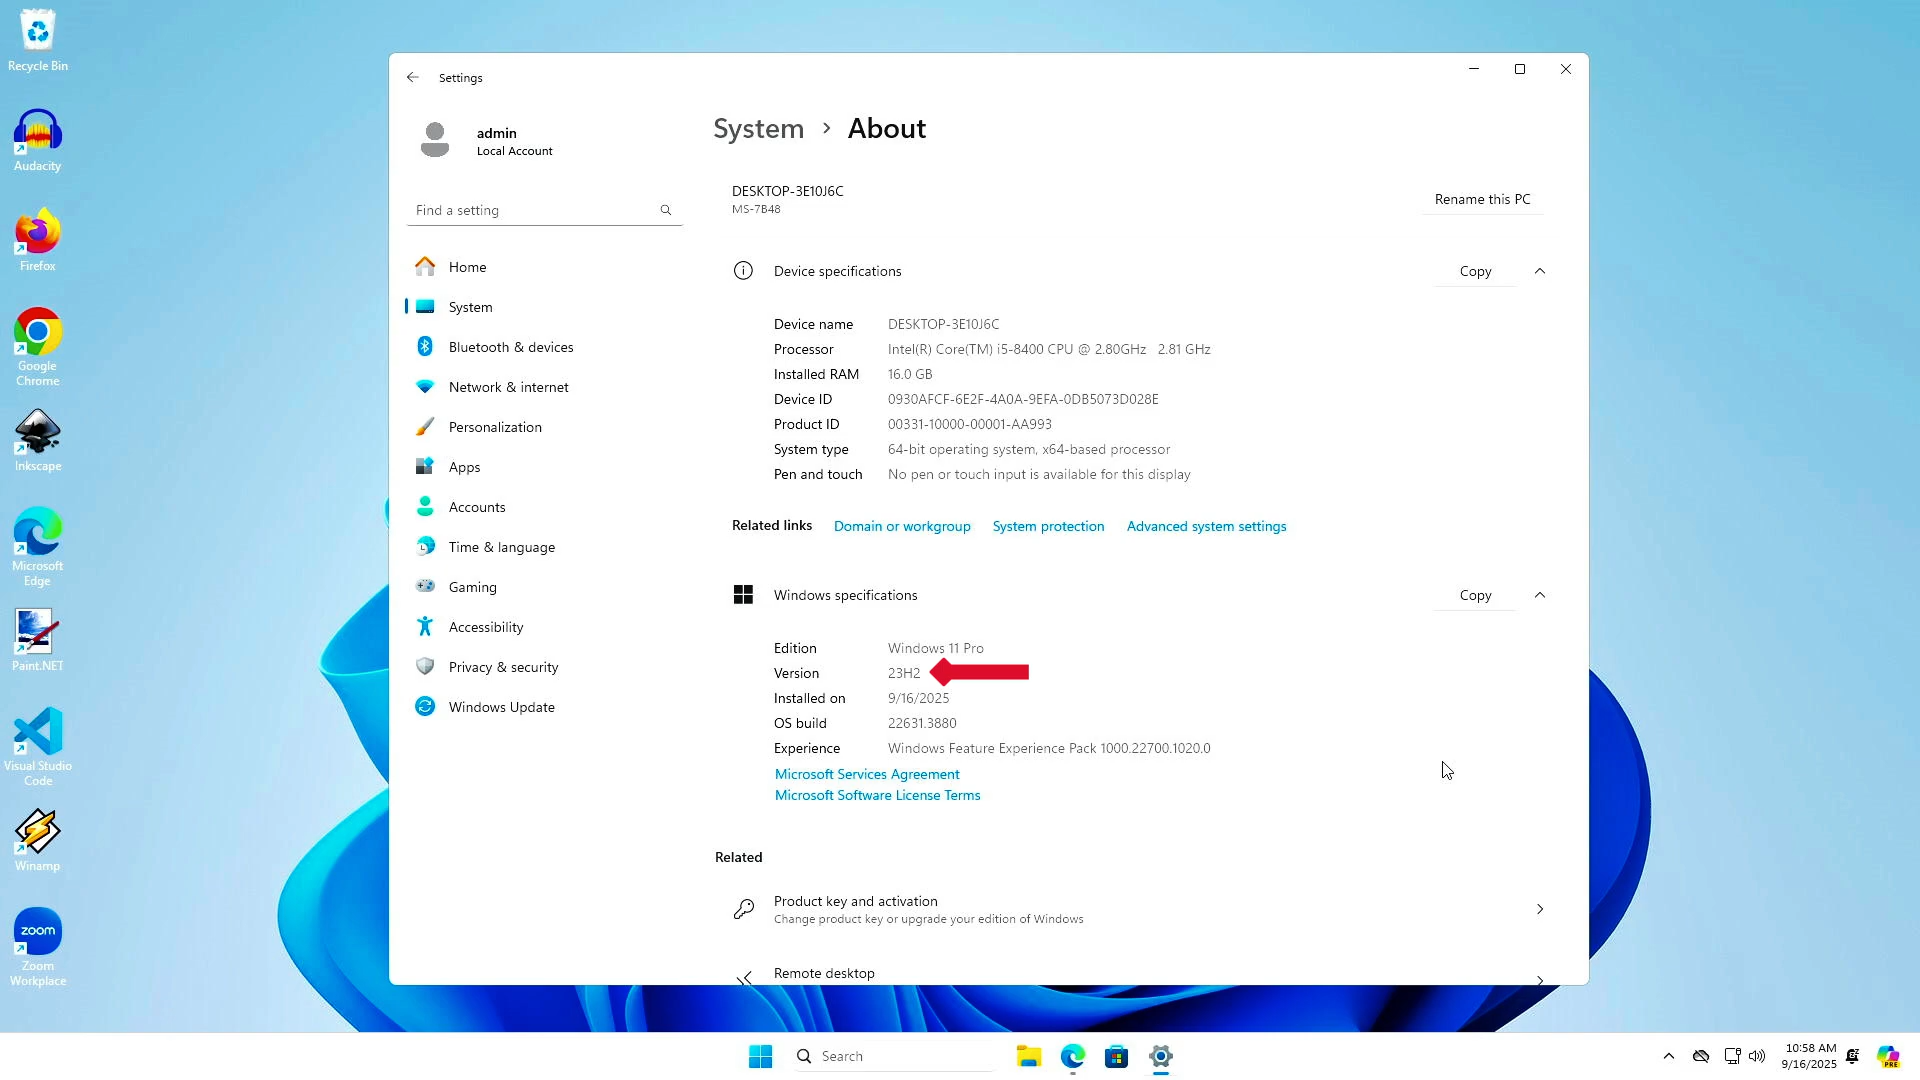 Recycle Bin
Audacity
Firefox
Google
Chrome
Inkscape
Microsoft
Edge
Paint.NET
Visual Studio
Code
Winamp
zoom
Zoom
Workplace
Settings
admin
Local Account
Find a setting
Home
System
Bluetooth & devices
Network & internet
Personalization
Apps
Accounts
Time & language
Gaming
Accessibility
Privacy & security
Windows Update
System > About
DESKTOP-3E10J6C
MS-7B48
Rename this PC
Device specifications
Copy
Device name DESKTOP-3E10J6C
Processor Intel(R) Core(TM) i5-8400 CPU @ 2.80GHz 2.81 GHz
Installed RAM 16.0 GB
Device ID 0930AFCF-6E2F-4A0A-9EFA-0DB5073D028E
Product ID 00331-10000-00001-AA993
System type 64-bit operating system, x64-based processor
Pen and touch No pen or touch input is available for this display
Related links Domain or workgroup System protection Advanced system settings
Windows specifications
Copy
Edition Windows 11 Pro
Version 23H2
Installed on 9/16/2025
OS build 22631.3880
Experience Windows Feature Experience Pack 1000.22700.1020.0
Microsoft Services Agreement
Microsoft Software License Terms
Related
Product key and activation
Change product key or upgrade your edition of Windows
Remote desktop
Search
10:58 AM
9/16/2025
PRE